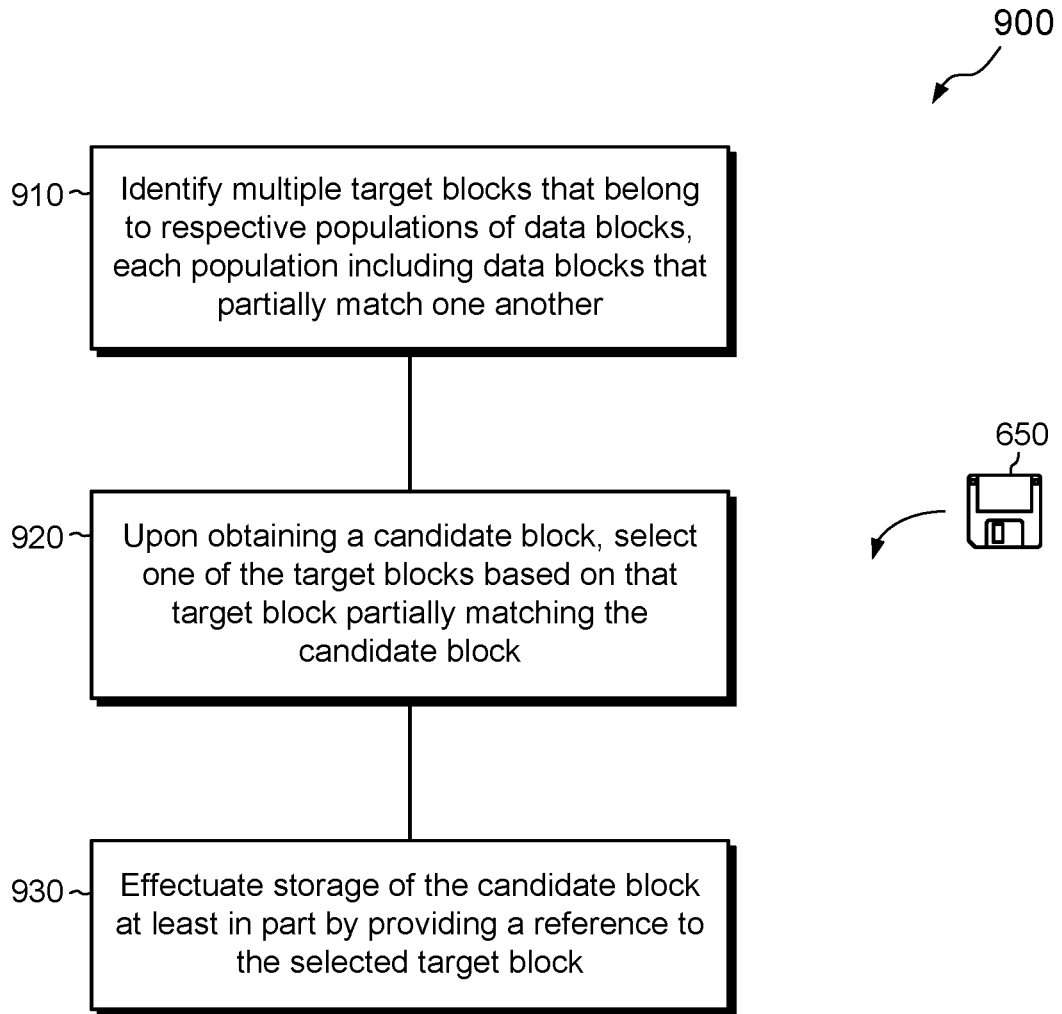 900
910
Identify multiple target blocks that belong
to respective populations of data blocks,
each population including data blocks that
partially match one another
650
920
Upon obtaining a candidate block, select
one of the target blocks based on that
target block partially matching the
candidate block
930
Effectuate storage of the candidate block
at least in part by providing a reference to
the selected target block